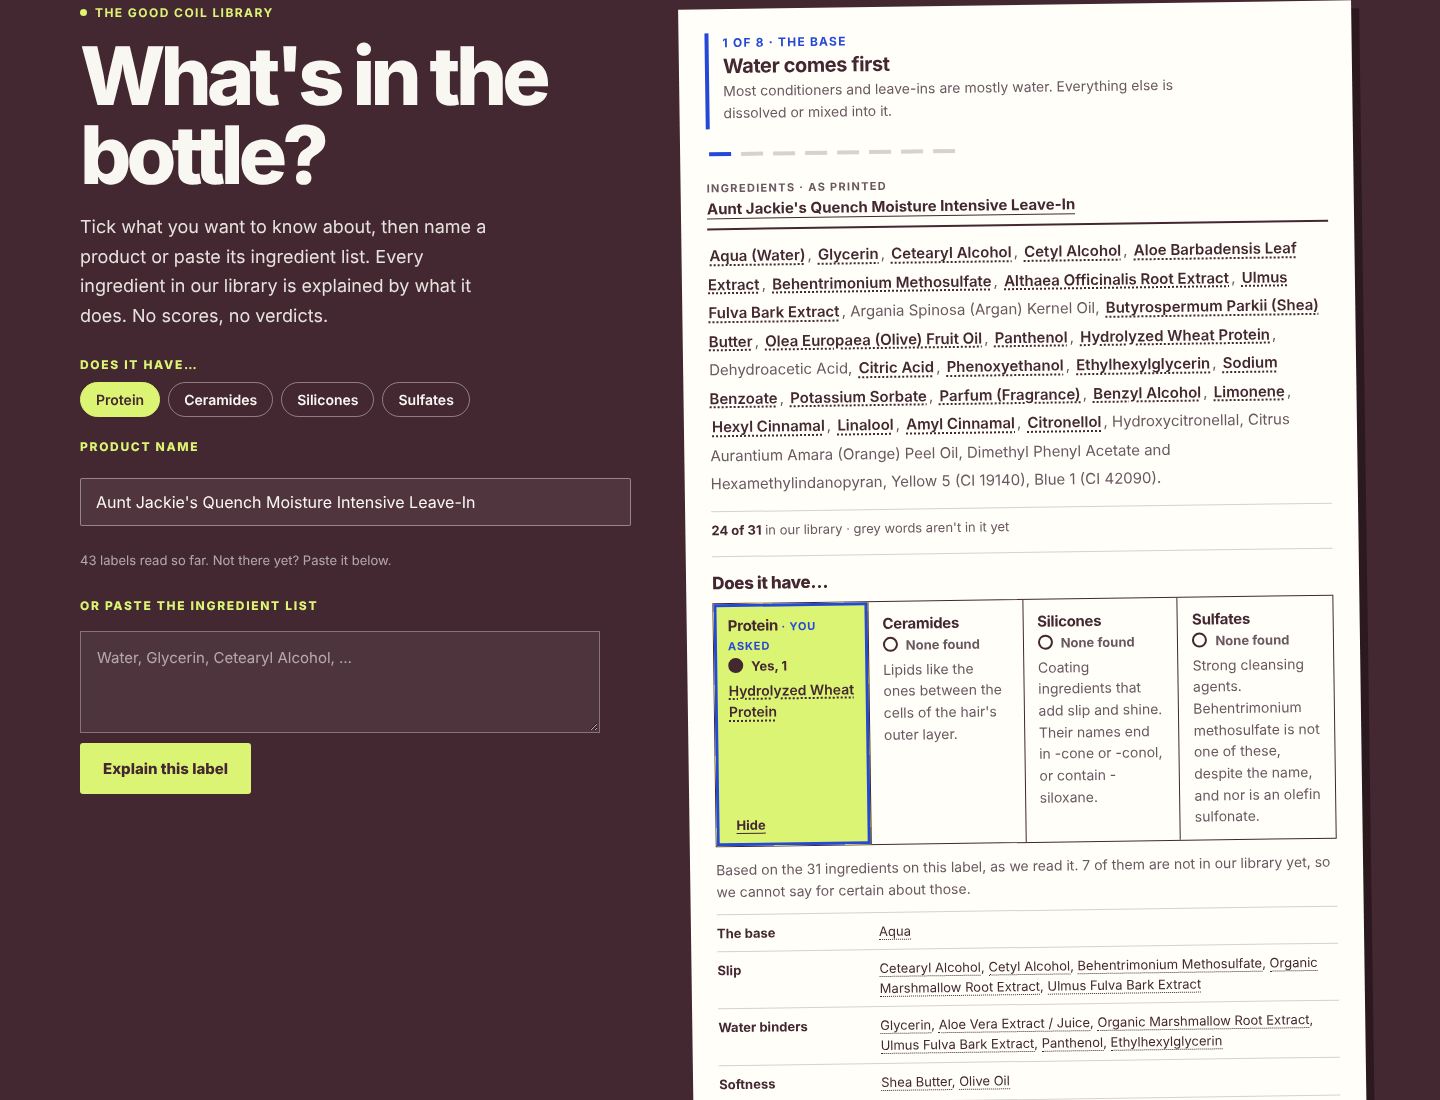 THE GOOD COIL LIBRARY
What's in the
bottle?
Tick what you want to know about, then name a
product or paste its ingredient list. Every
ingredient in our library is explained by what it
does. No scores, no verdicts.
DOES IT HAVE...
Protein
Ceramides
Silicones
Sulfates
PRODUCT NAME
Aunt Jackie's Quench Moisture Intensive Leave-In
43 labels read so far. Not there yet? Paste it below.
OR PASTE THE INGREDIENT LIST
Water, Glycerin, Cetearyl Alcohol, ...
Explain this label
1 OF 8 · THE BASE
Water comes first
Most conditioners and leave-ins are mostly water. Everything else is
dissolved or mixed into it.
INGREDIENTS · AS PRINTED
Aunt Jackie's Quench Moisture Intensive Leave-In
Aqua (Water), Glycerin, Cetearyl Alcohol, Cetyl Alcohol, Aloe Barbadensis Leaf
Extract, Behentrimonium Methosulfate, Althaea Officinalis Root Extract, Ulmus
Fulva Bark Extract, Argania Spinosa (Argan) Kernel Oil, Butyrospermum Parkii (Shea)
Butter, Olea Europaea (Olive) Fruit Oil, Panthenol, Hydrolyzed Wheat Protein,
Dehydroacetic Acid, Citric Acid, Phenoxyethanol, Ethylhexylglycerin, Sodium
Benzoate, Potassium Sorbate, Parfum (Fragrance), Benzyl Alcohol, Limonene,
Hexyl Cinnamal, Linalool, Amyl Cinnamal, Citronellol, Hydroxycitronellal, Citrus
Aurantium Amara (Orange) Peel Oil, Dimethyl Phenyl Acetate and
Hexamethylindanopyran, Yellow 5 (CI 19140), Blue 1 (CI 42090).
24 of 31 in our library · grey words aren't in it yet
Does it have...
Protein · YOU
ASKED
Yes, 1
Hydrolyzed Wheat
Protein
Hide
Ceramides
None found
Lipids like the
ones between the
cells of the hair's
outer layer.
Silicones
None found
Coating
ingredients that
add slip and shine.
Their names end
in -cone or -conol,
or contain -
siloxane.
Sulfates
None found
Strong cleansing
agents.
Behentrimonium
methosulfate is not
one of these,
despite the name,
and nor is an olefin
sulfonate.
Based on the 31 ingredients on this label, as we read it. 7 of them are not in our library yet, so
we cannot say for certain about those.
The base
Aqua
Slip
Cetearyl Alcohol, Cetyl Alcohol, Behentrimonium Methosulfate, Organic
Marshmallow Root Extract, Ulmus Fulva Bark Extract
Water binders
Glycerin, Aloe Vera Extract / Juice, Organic Marshmallow Root Extract,
Ulmus Fulva Bark Extract, Panthenol, Ethylhexylglycerin
Softness
Shea Butter, Olive Oil